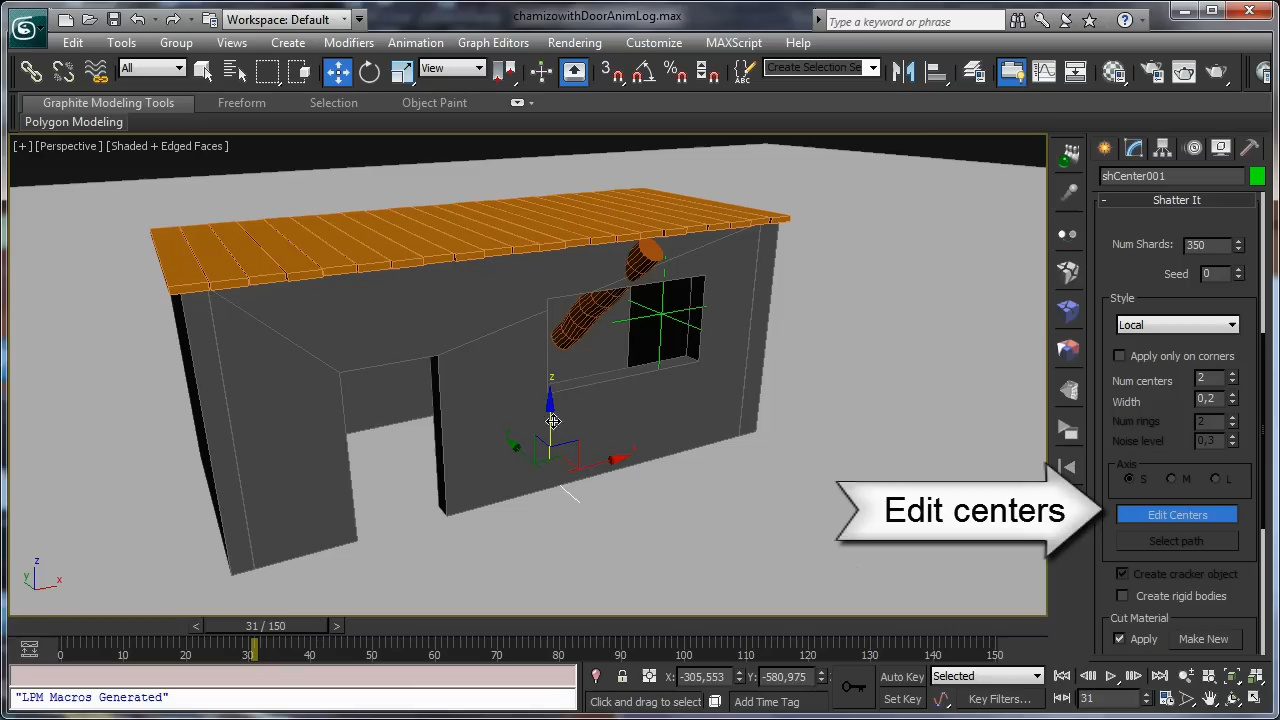 Workspace: Default
chamizowithDoorAnimLog.max
Type a keyword or phrase
Edit Tools Group Views Create Modifiers Animation Graph Editors Rendering Customize MAXScript Help
All
View
3
Create Selection Se
Graphite Modeling Tools Freeform Selection Object Paint
Polygon Modeling
[+][Perspective][Shaded + Edged Faces]
shCenter001
- Shatter It
Num Shards: 350
Seed 0
Style
Local
Apply only on corners
Num centers 2
Width 0,2
Num rings 2
Noise level 0,3
Axis
S M L
Edit Centers
Edit centers
Select path
Create cracker object
Create rigid bodies
Cut Material
Apply Make New
z
z
y x
< 31 / 150 >
0 10 20 30 40 50 60 70 80 90 100 110 120 130 140 150
X: -305,553 Y: -580,975 Auto Key Selected
"LPM Macros Generated"
Click and drag to select Add Time Tag Set Key Key Filters... 31